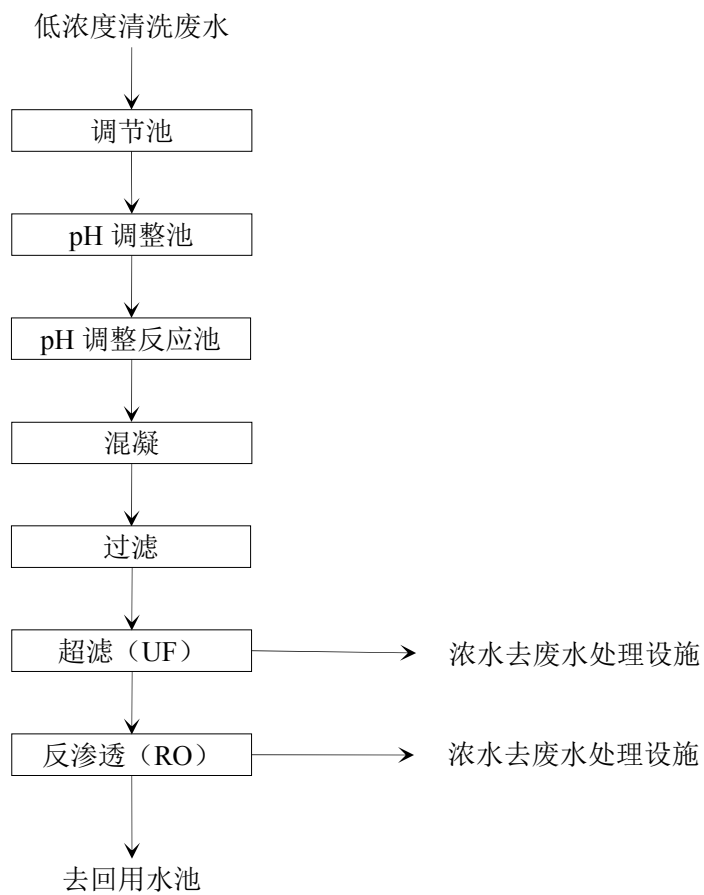 低浓度清洗废水
调节池
pH 调整池
pH 调整反应池
混凝
过滤
超滤（UF）
浓水去废水处理设施
反渗透（RO）
浓水去废水处理设施
去回用水池